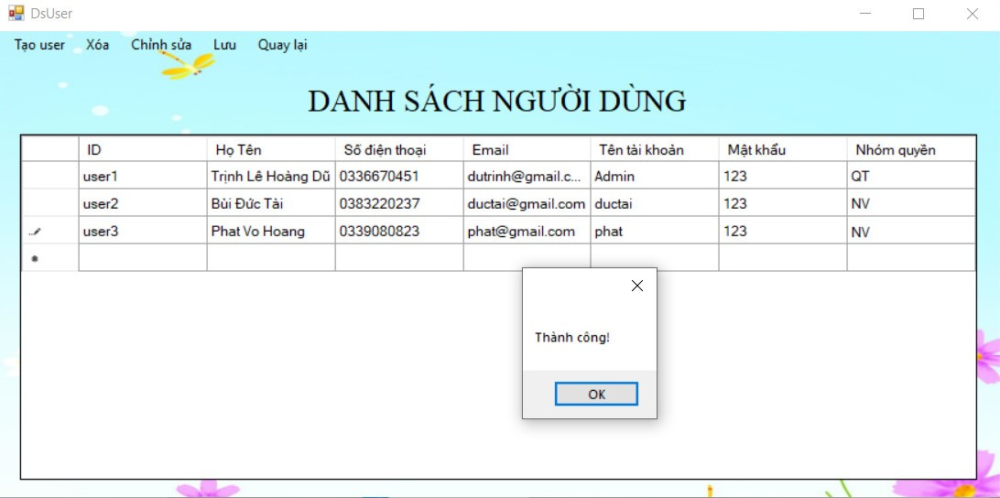 DsUser
Tạo user Xóa Chỉnh sửa Lưu Quay lại
DANH SÁCH NGƯỜI DÙNG
ID Họ Tên Số điện thoại Email Tên tài khoản Mật khẩu Nhóm quyền
user1 Trịnh Lê Hoàng Dũ 0336670451 dutrinh@gmail.c... Admin 123 QT
user2 Bùi Đức Tài 0383220237 ductai@gmail.com ductai 123 NV
user3 Phat Vo Hoang 0339080823 phat@gmail.com phat 123 NV
Thành công!
OK